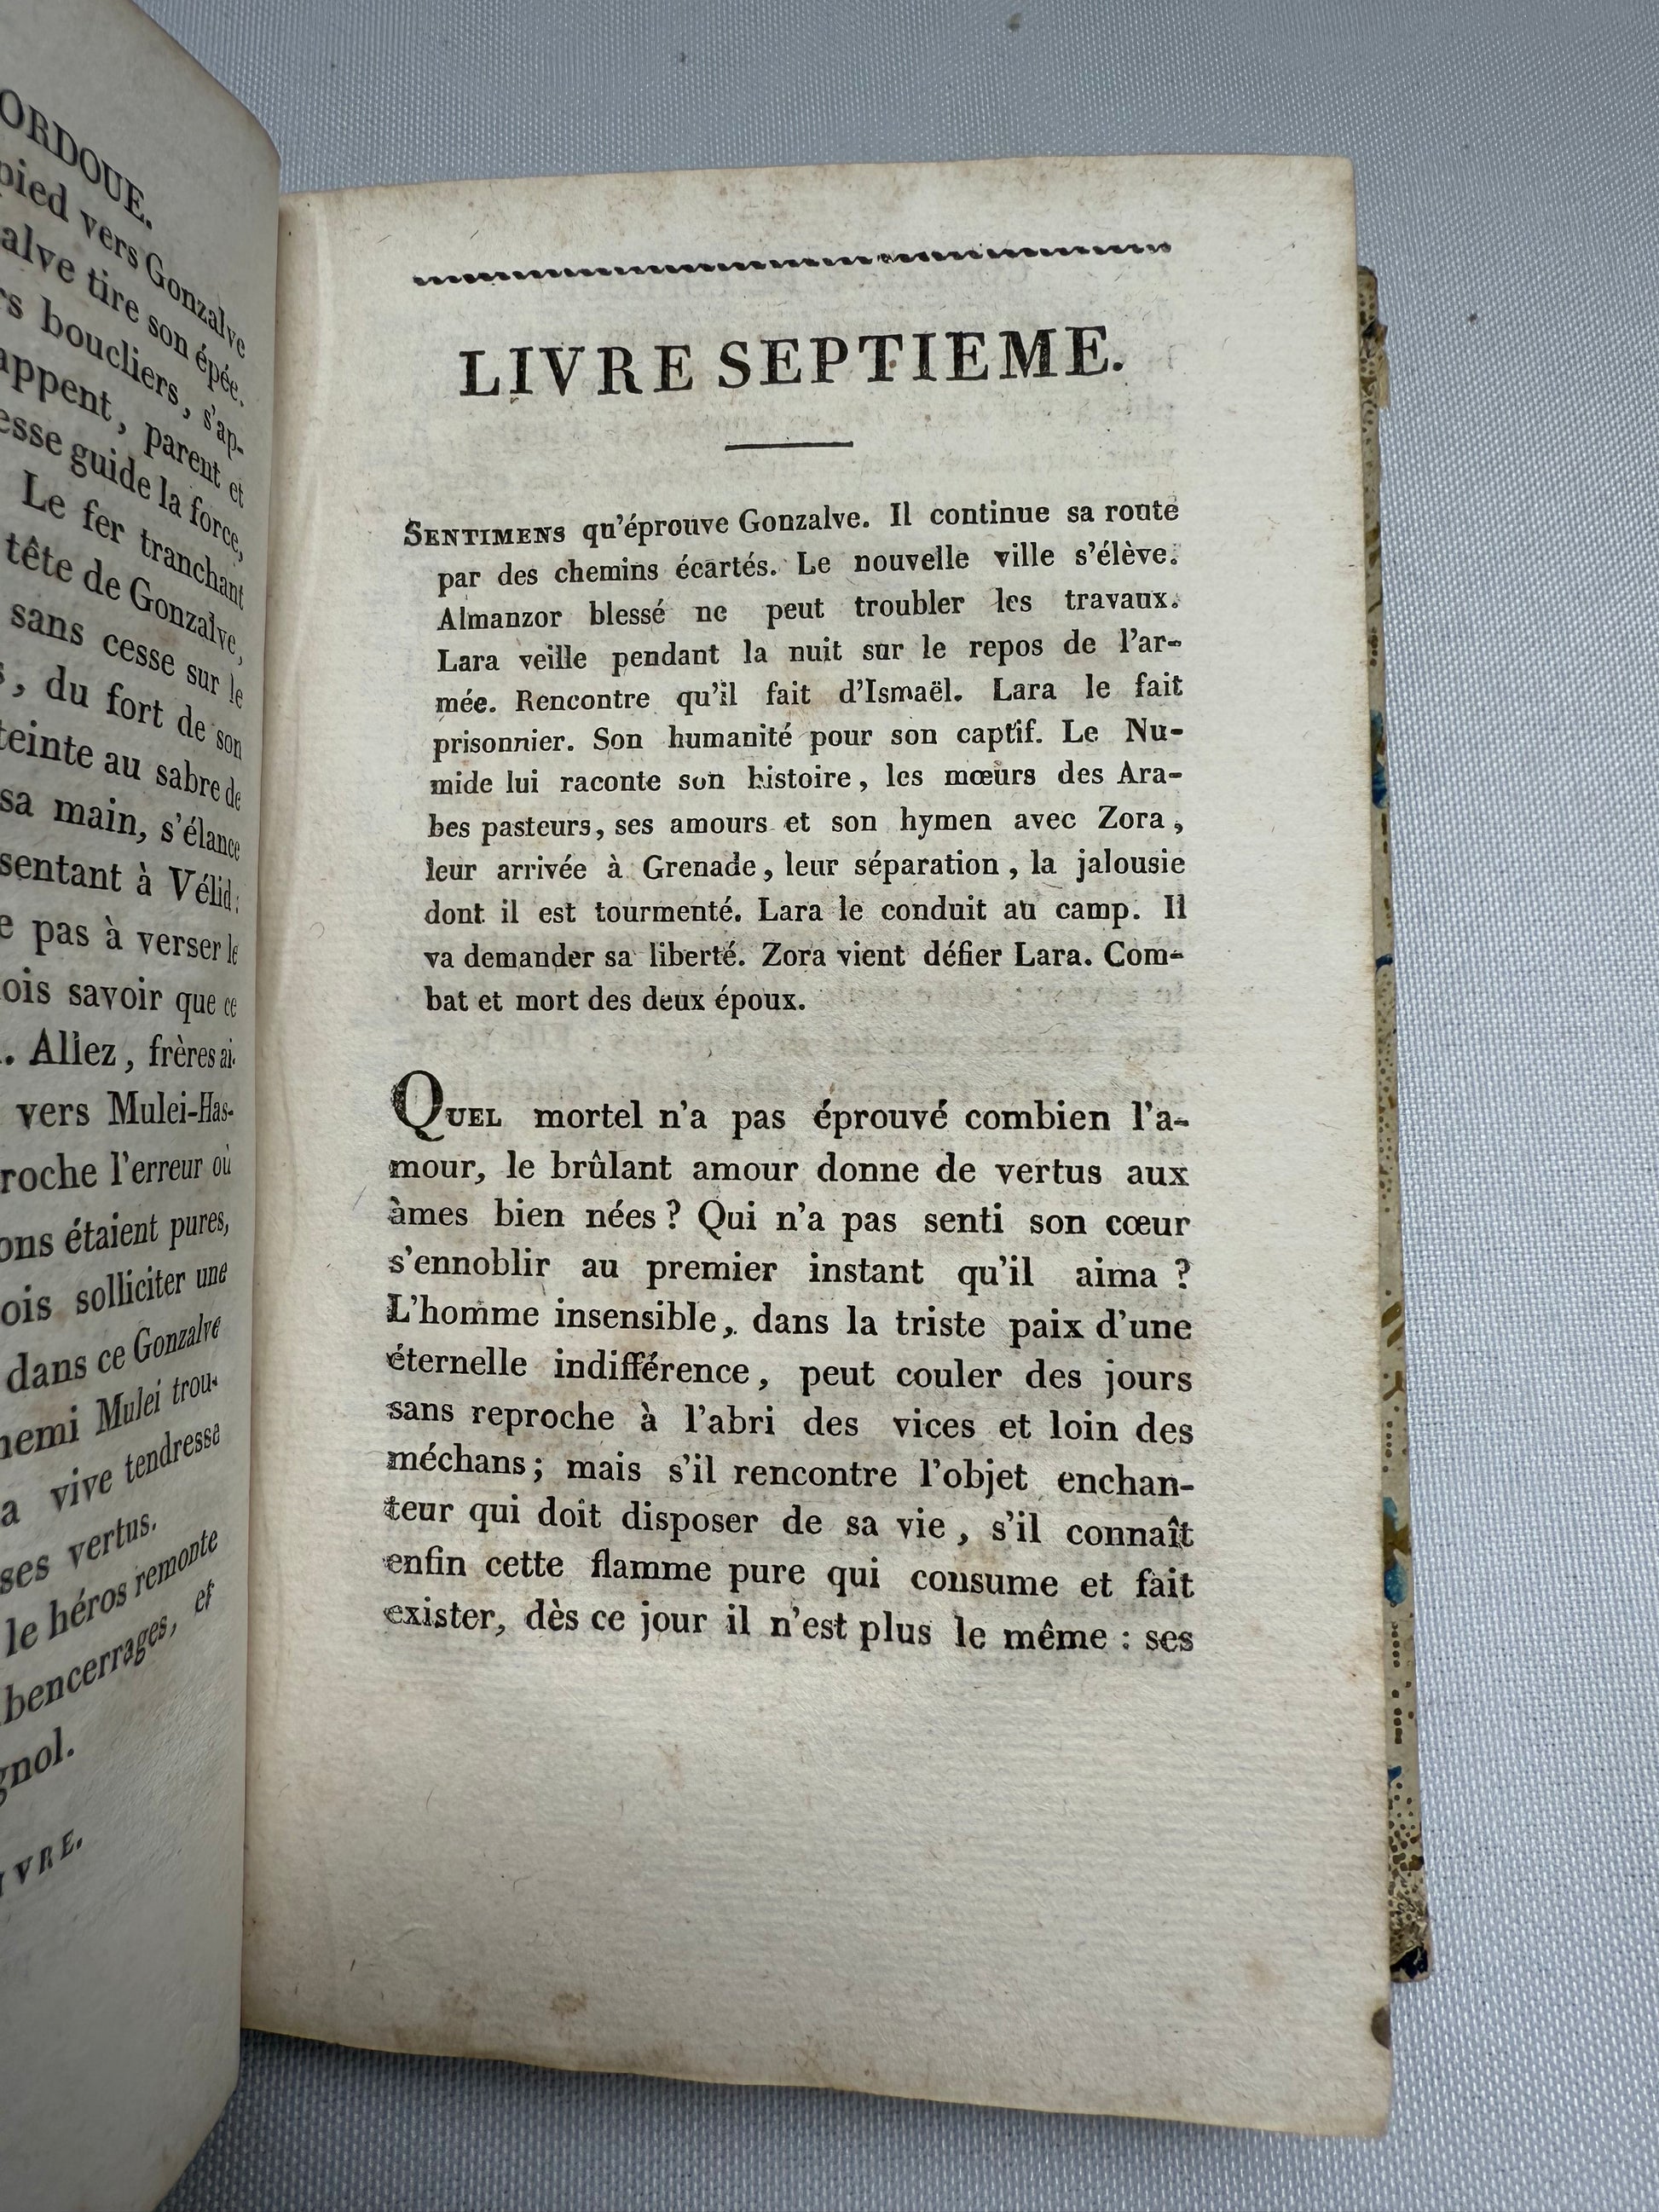 ORDOUE.
pied vers Gonzalve
alve tire son épée.
rs boucliers, s'ap-
appent, parent et
esse guide la force,
Le fer tranchant
tête de Gonzalve,
sans cesse sur le
s, du fort de son
teinte au sabre de
sa main, s'élance
sentant à Vélid:
e pas à verser le
ois savoir que ce
. Allez, frères ai-
vers Mulei-Has-
roche l'erreur où
ons étaient pures,
ois solliciter une
dans ce Gonzalve
nemi Mulei trou-
a vive tendresse
ses vertus.
le héros remonte
bencerrages, et
gnol.
IVRE.
LIVRE SEPTIEME.
SENTIMENS qu'éprouve Gonzalve. Il continue sa route
par des chemins écartés. Le nouvelle ville s'élève.
Almanzor blessé ne peut troubler les travaux.
Lara veille pendant la nuit sur le repos de l'ar-
mée. Rencontre qu'il fait d'Ismaël. Lara le fait
prisonnier. Son humanité pour son captif. Le Nu-
mide lui raconte son histoire, les mœurs des Ara-
bes pasteurs, ses amours et son hymen avec Zora,
leur arrivée à Grenade, leur séparation, la jalousie
dont il est tourmenté. Lara le conduit au camp. Il
va demander sa liberté. Zora vient défier Lara. Com-
bat et mort des deux époux.
QUEL mortel n'a pas éprouvé combien l'a-
mour, le brûlant amour donne de vertus aux
àmes bien nées? Qui n'a pas senti son cœur
s'ennoblir au premier instant qu'il aima?
L'homme insensible, dans la triste paix d'une
éternelle indifférence, peut couler des jours
sans reproche à l'abri des vices et loin des
méchans; mais s'il rencontre l'objet enchan-
teur qui doit disposer de sa vie, s'il connaît
enfin cette flamme pure qui consume et fait
exister, dès ce jour il n'est plus le même: ses